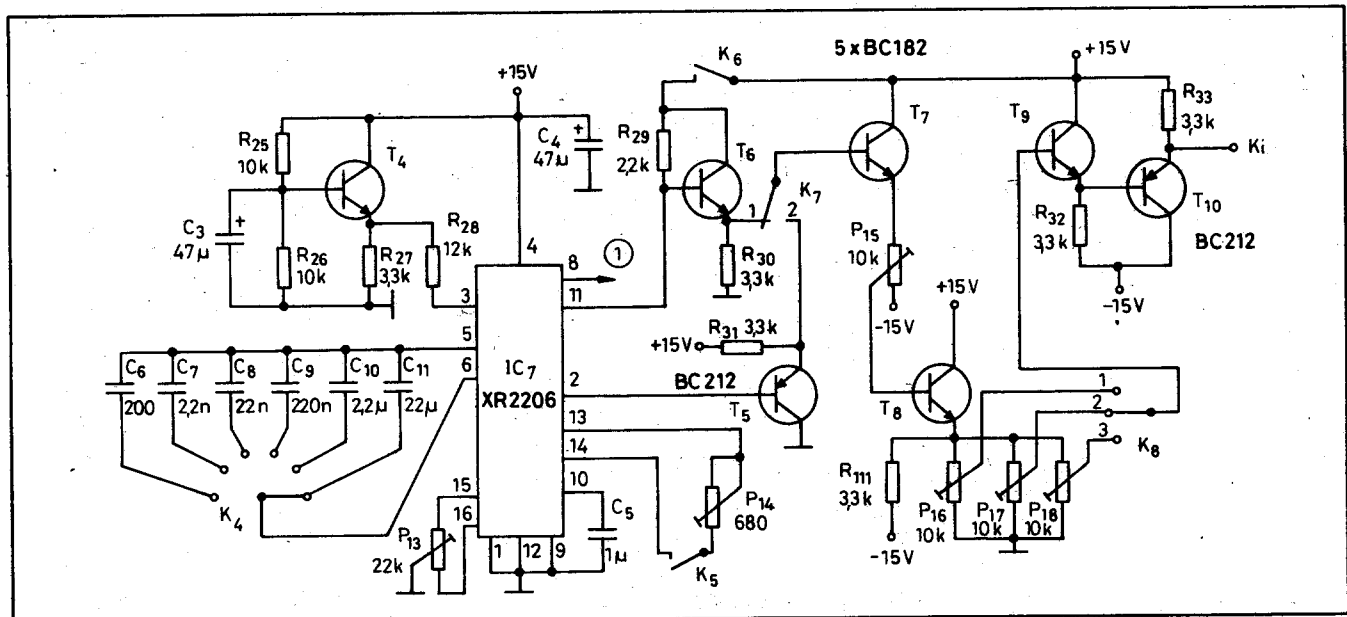 5xBC182
K6
+15V
+15V
R25
10k
T4
C4
47µ
+
R29
2,2k
T6
T7
T9
R33
3,3k
Ki
C3
47µ
+
R26
10k
R27
3,3k
R28
12k
4
K7
1
2
R30
3,3k
P15
10k
-15V
R32
3,3k
-15V
T10
BC212
3
8
1
11
5
6
IC7
XR2206
2
13
14
10
15
16
1
12
9
+15V
R31 3,3k
BC212
T5
+15V
T8
1
2
3
K8
C6
200
C7
2,2n
C8
22n
C9
220n
C10
2,2µ
C11
22µ
K4
P13
22k
C5
1µ
P14
680
K5
R111
3,3k
-15V
P16
10k
P17
10k
P18
10k